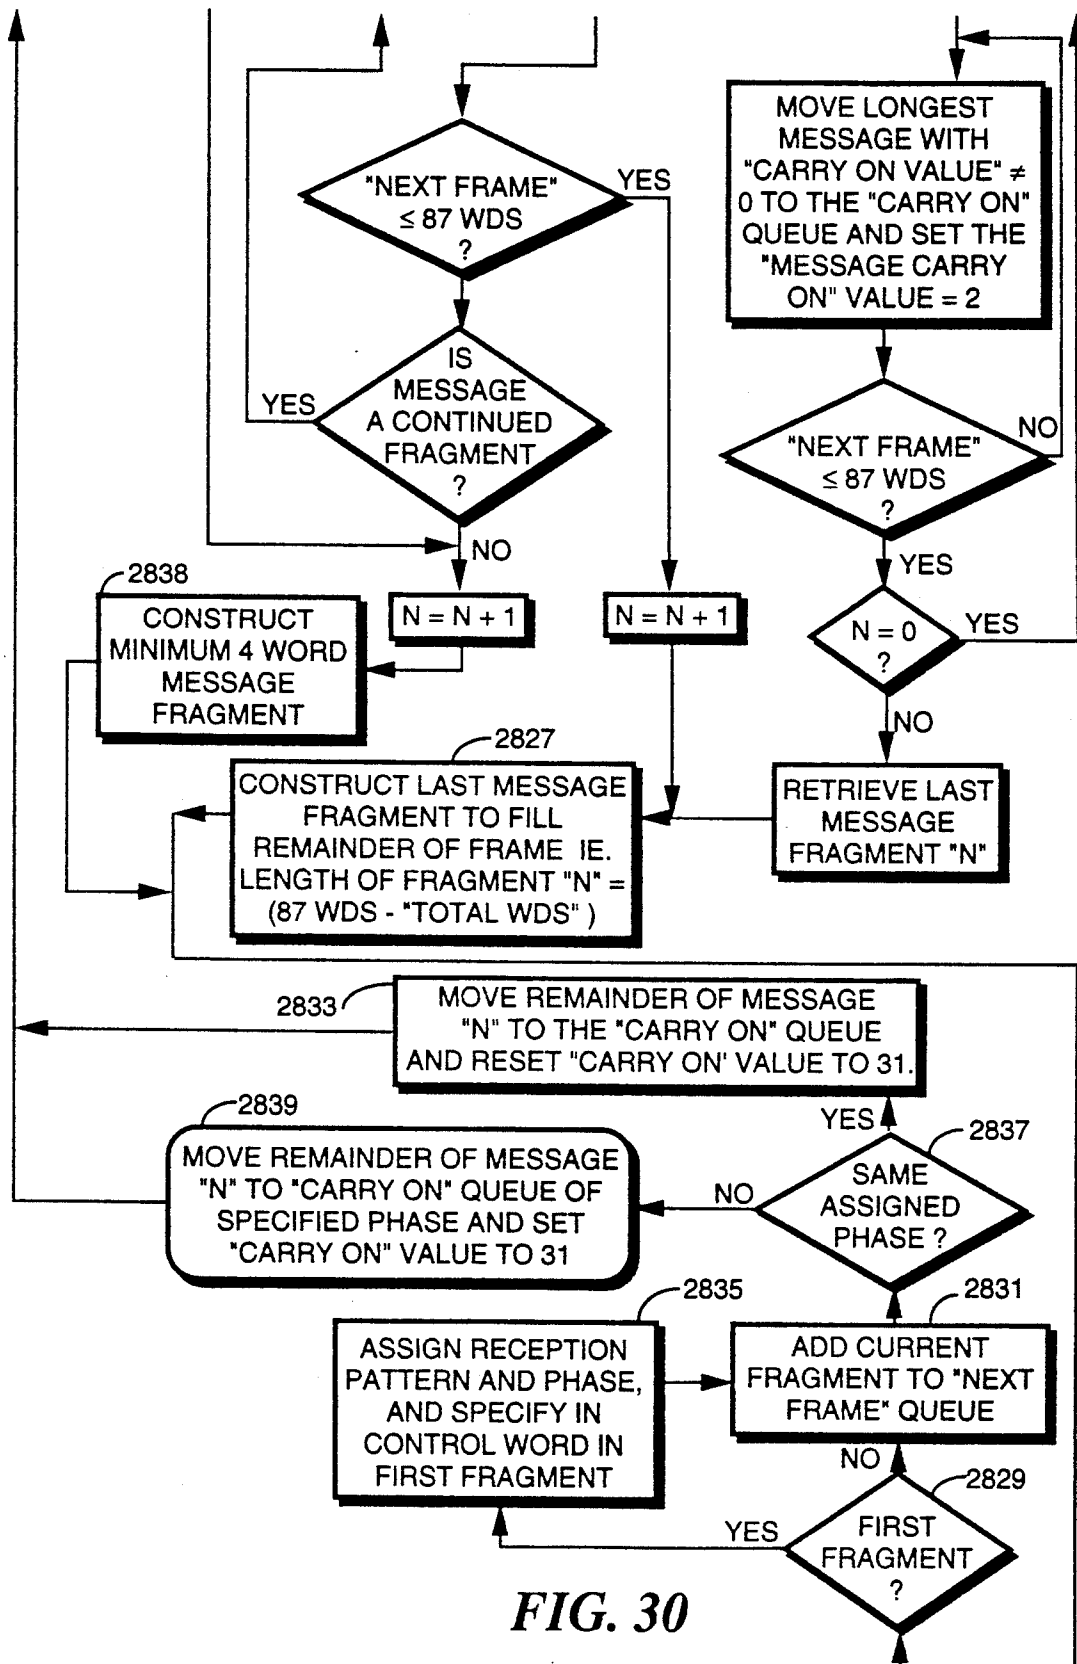 "NEXT FRAME"
≤ 87 WDS
?
YES
IS
MESSAGE
A CONTINUED
FRAGMENT
?
YES
NO
N = N + 1
N = N + 1
MOVE LONGEST
MESSAGE WITH
"CARRY ON VALUE" ≠
0 TO THE "CARRY ON"
QUEUE AND SET THE
"MESSAGE CARRY
ON" VALUE = 2
"NEXT FRAME"
≤ 87 WDS
?
NO
YES
N = 0
?
YES
NO
RETRIEVE LAST
MESSAGE
FRAGMENT "N"
2838
CONSTRUCT
MINIMUM 4 WORD
MESSAGE
FRAGMENT
2827
CONSTRUCT LAST MESSAGE
FRAGMENT TO FILL
REMAINDER OF FRAME IE.
LENGTH OF FRAGMENT "N" =
(87 WDS - "TOTAL WDS" )
2833
MOVE REMAINDER OF MESSAGE
"N" TO THE "CARRY ON" QUEUE
AND RESET "CARRY ON' VALUE TO 31.
2839
MOVE REMAINDER OF MESSAGE
"N" TO "CARRY ON" QUEUE OF
SPECIFIED PHASE AND SET
"CARRY ON" VALUE TO 31
YES
2837
SAME
ASSIGNED
PHASE ?
NO
2835
ASSIGN RECEPTION
PATTERN AND PHASE,
AND SPECIFY IN
CONTROL WORD IN
FIRST FRAGMENT
2831
ADD CURRENT
FRAGMENT TO "NEXT
FRAME" QUEUE
NO
2829
FIRST
FRAGMENT
?
YES
FIG. 30